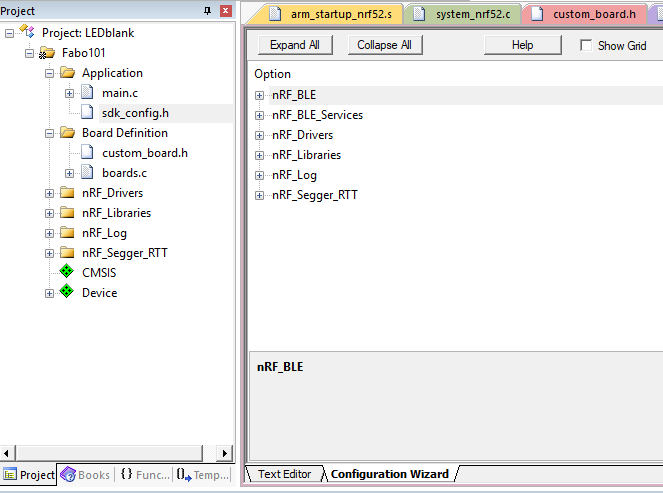 Project
Project: LEDblank
Fabo101
Application
main.c
sdk_config.h
Board Definition
custom_board.h
boards.c
nRF_Drivers
nRF_Libraries
nRF_Log
nRF_Segger_RTT
CMSIS
Device
Project Books {} Func... Temp...
arm_startup_nrf52.s system_nrf52.c custom_board.h
Expand All Collapse All Help Show Grid
Option
nRF_BLE
nRF_BLE_Services
nRF_Drivers
nRF_Libraries
nRF_Log
nRF_Segger_RTT
nRF_BLE
Text Editor Configuration Wizard